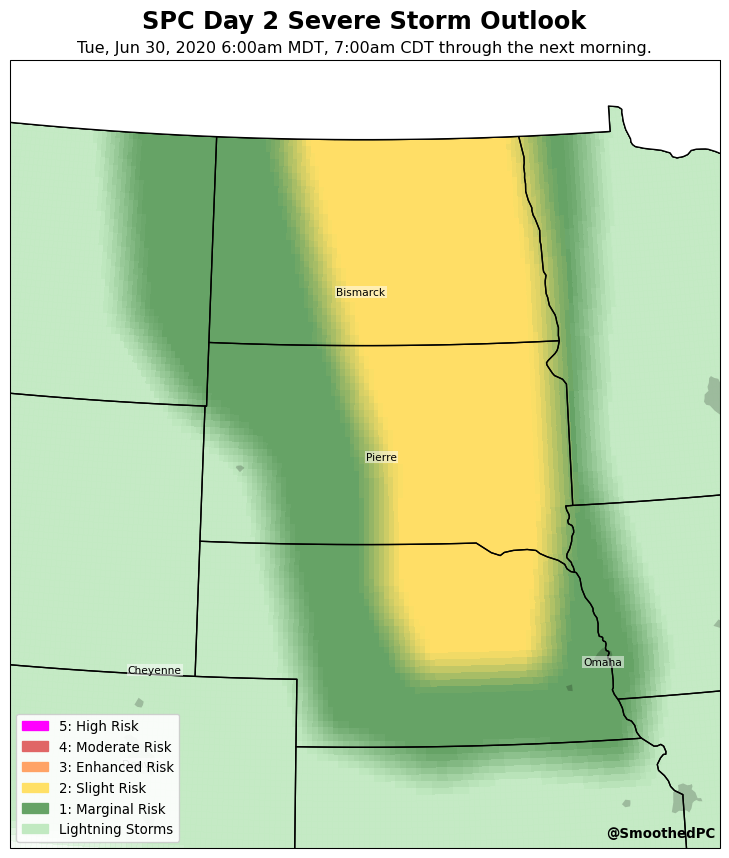 SPC Day 2 Severe Storm Outlook
Tue, Jun 30, 2020 6:00am MDT, 7:00am CDT through the next morning.
Bismarck
Pierre
Omaha
Cheyenne
5: High Risk
4: Moderate Risk
3: Enhanced Risk
2: Slight Risk
1: Marginal Risk
Lightning Storms
@SmoothedPC